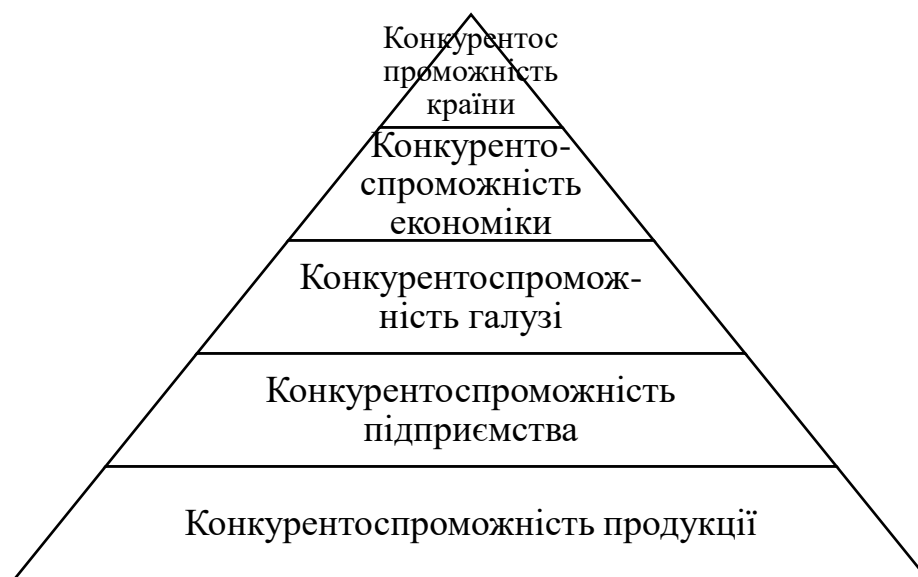 Конкурентос
проможність
країни
Конкуренто-
спроможність
економіки
Конкурентоспромож-
ність галузі
Конкурентоспроможність
підприємства
Конкурентоспроможність продукції